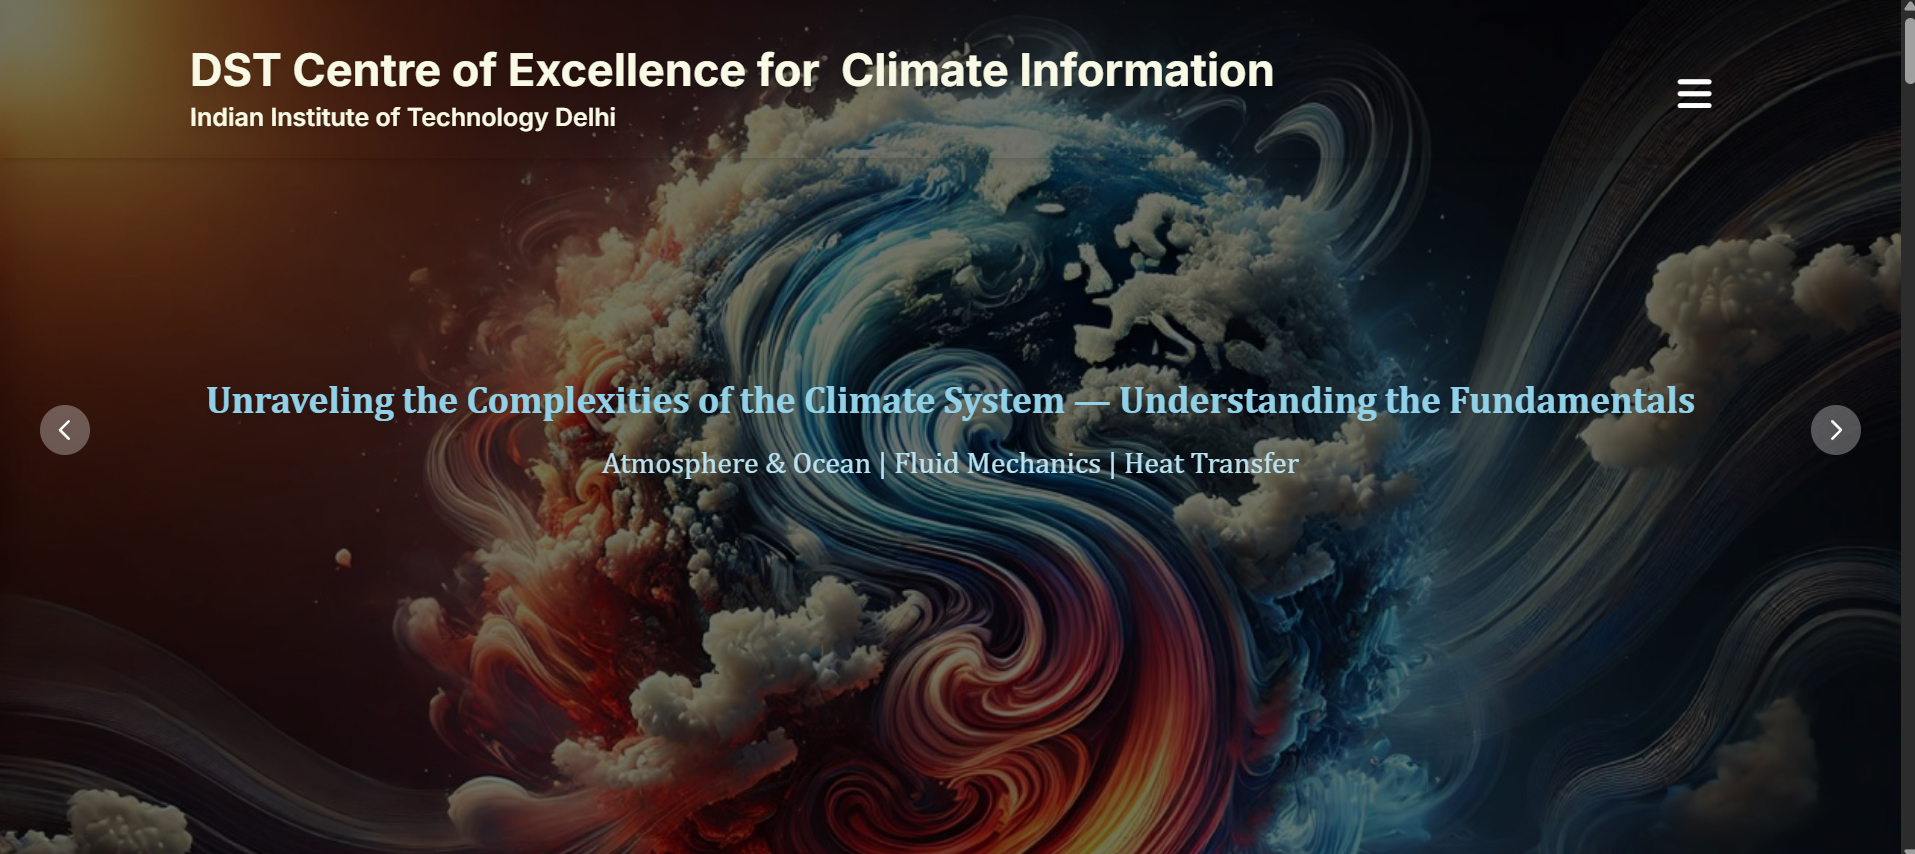 DST Centre of Excellence for  Climate Information
Indian Institute of Technology Delhi
Unraveling the Complexities of the Climate System — Understanding the Fundamentals
Atmosphere & Ocean | Fluid Mechanics | Heat Transfer